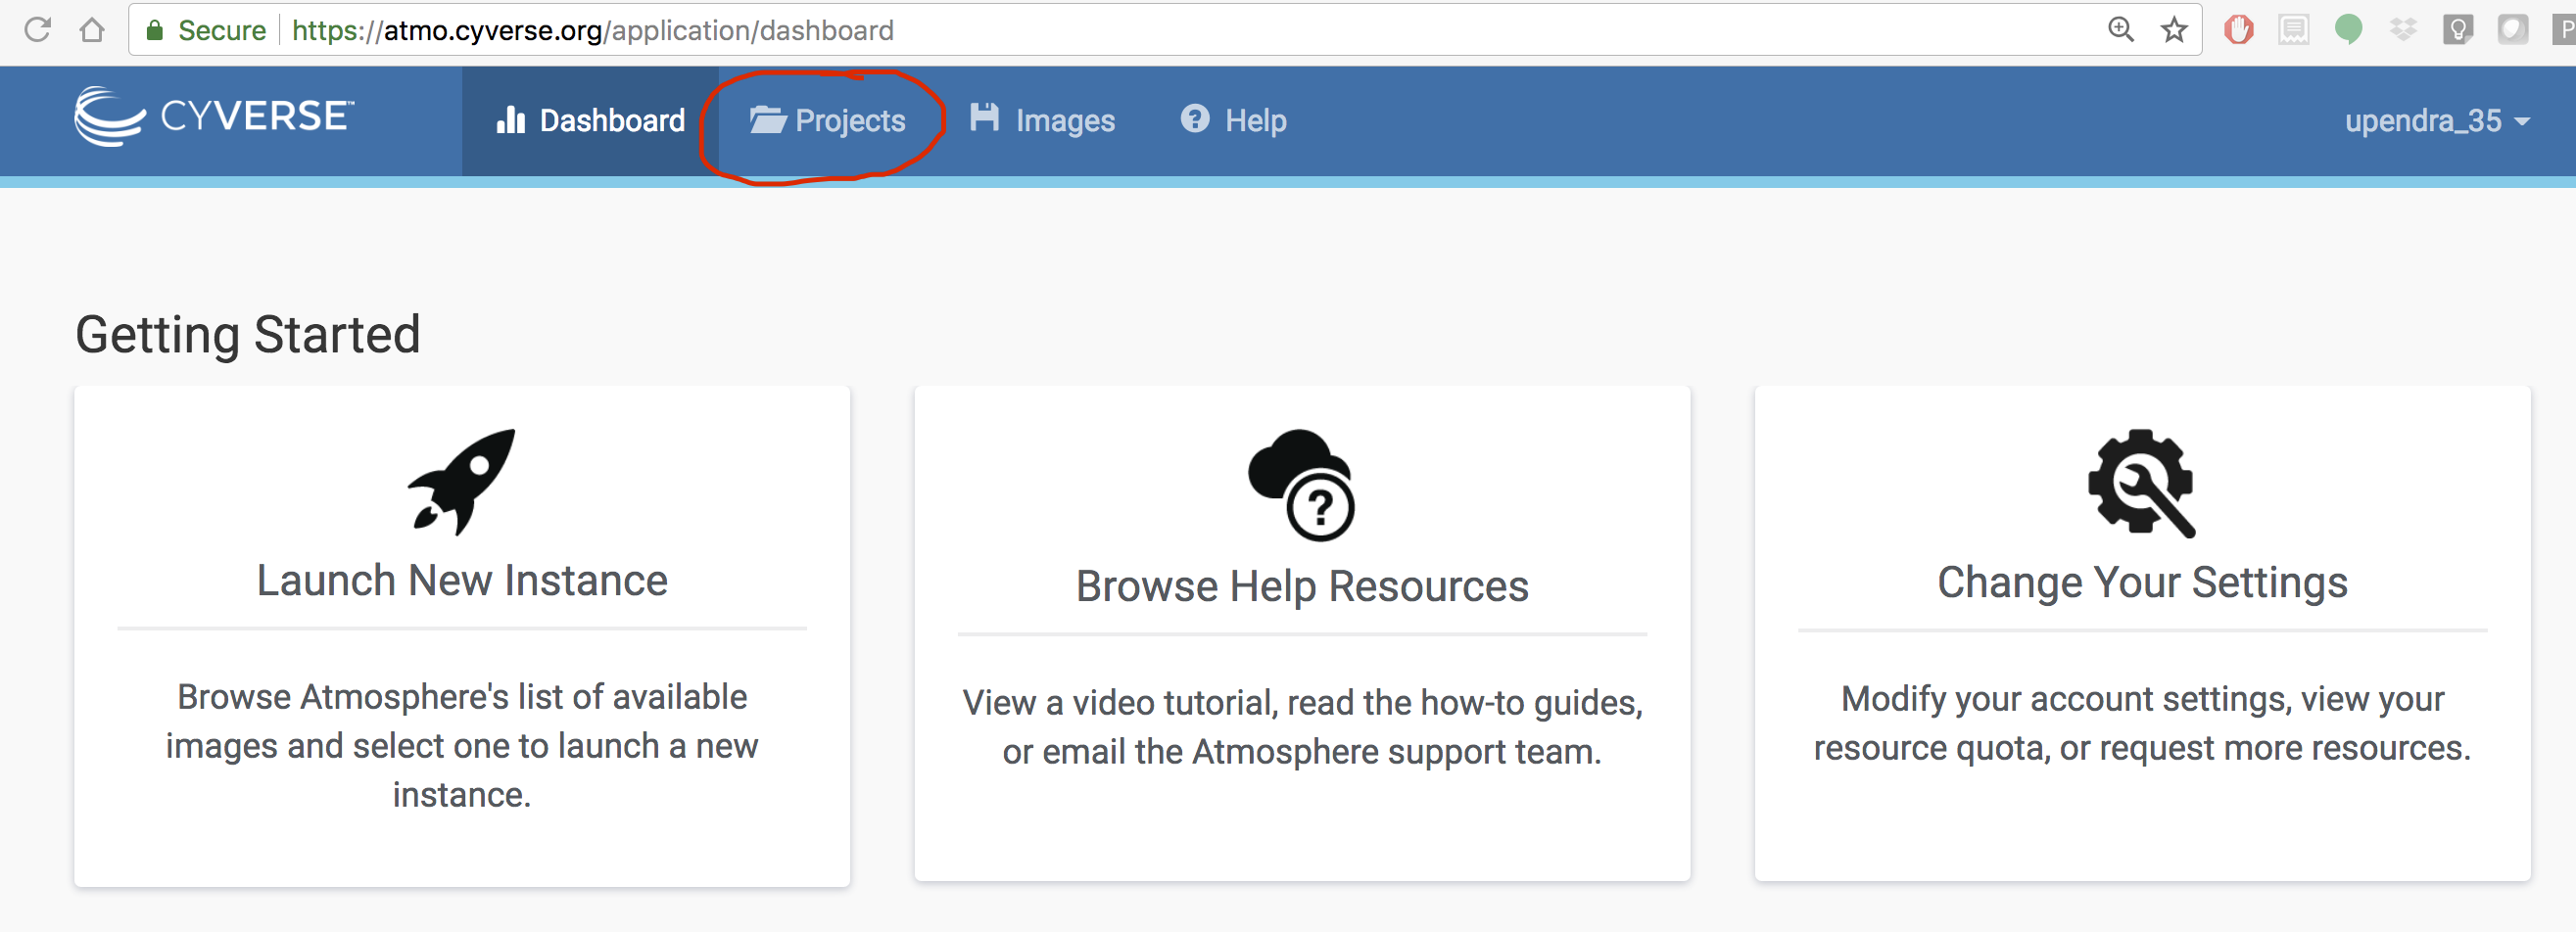 Secure https://atmo.cyverse.org/application/dashboard P
CYVERSE™ Dashboard Projects Images ? Help upendra_35
Getting Started
?
Launch New Instance
Browse Help Resources
Change Your Settings
Browse Atmosphere's list of available
images and select one to launch a new
instance.
View a video tutorial, read the how-to guides,
or email the Atmosphere support team.
Modify your account settings, view your
resource quota, or request more resources.